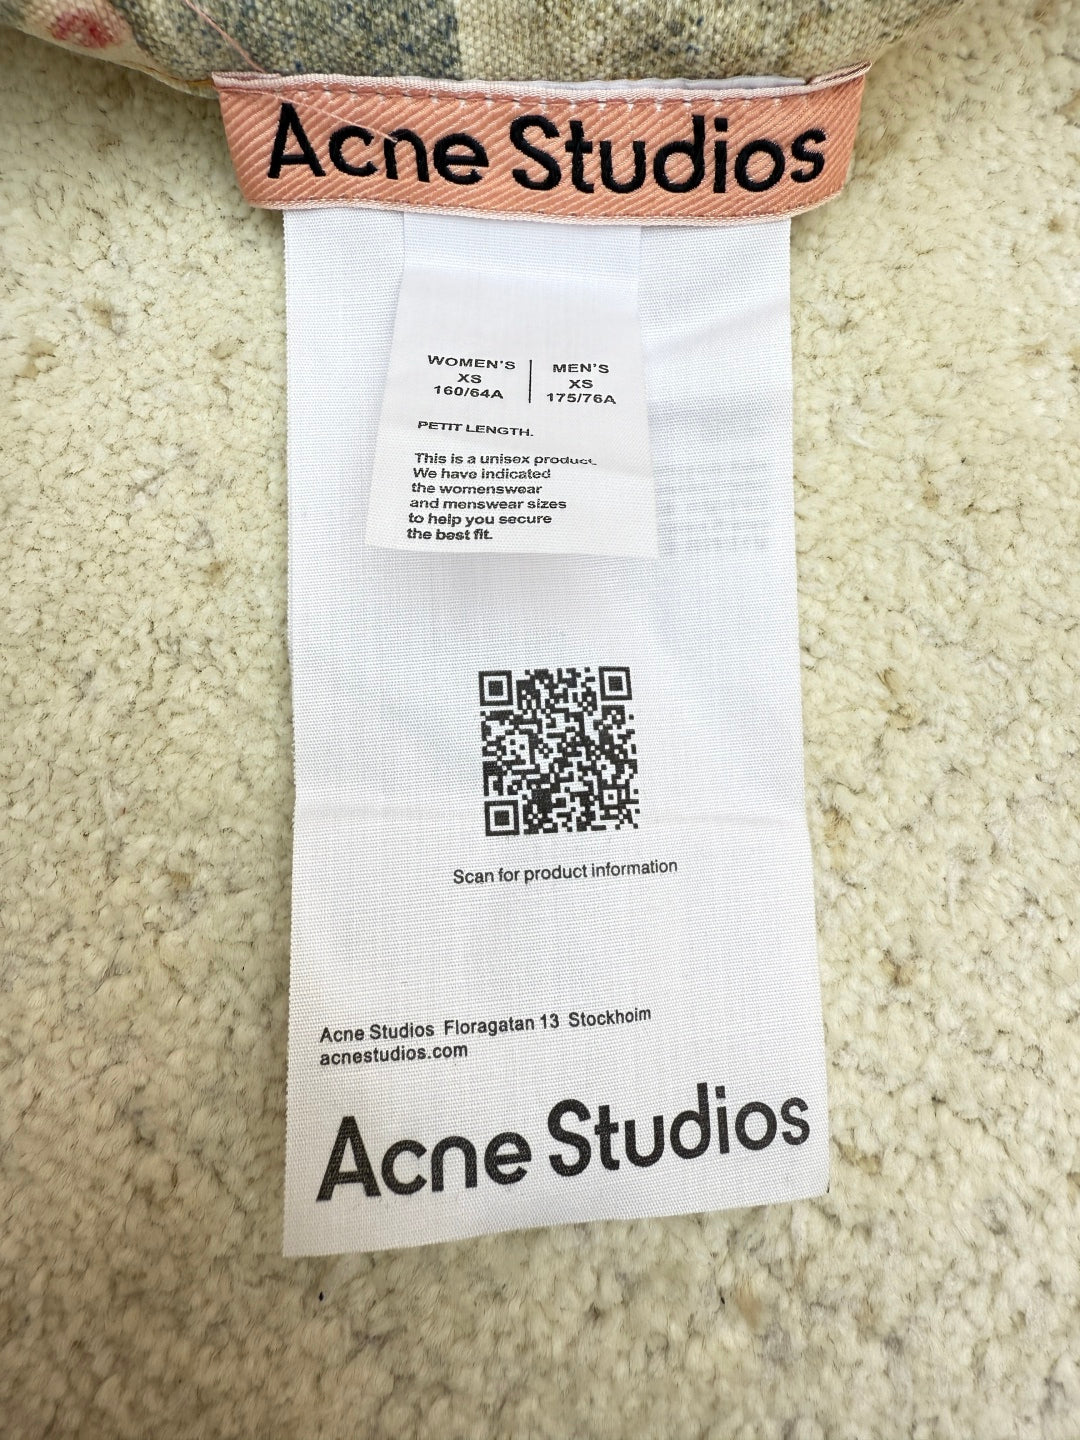 Acne Studios
WOMEN'S
XS
160/64A
MEN'S
XS
175/76A
PETIT LENGTH.
This is a unisex product.
We have indicated
the womenswear
and menswear sizes
to help you secure
the best fit.
Scan for product information
Acne Studios Floragatan 13 Stockholm
acnestudios.com
Acne Studios